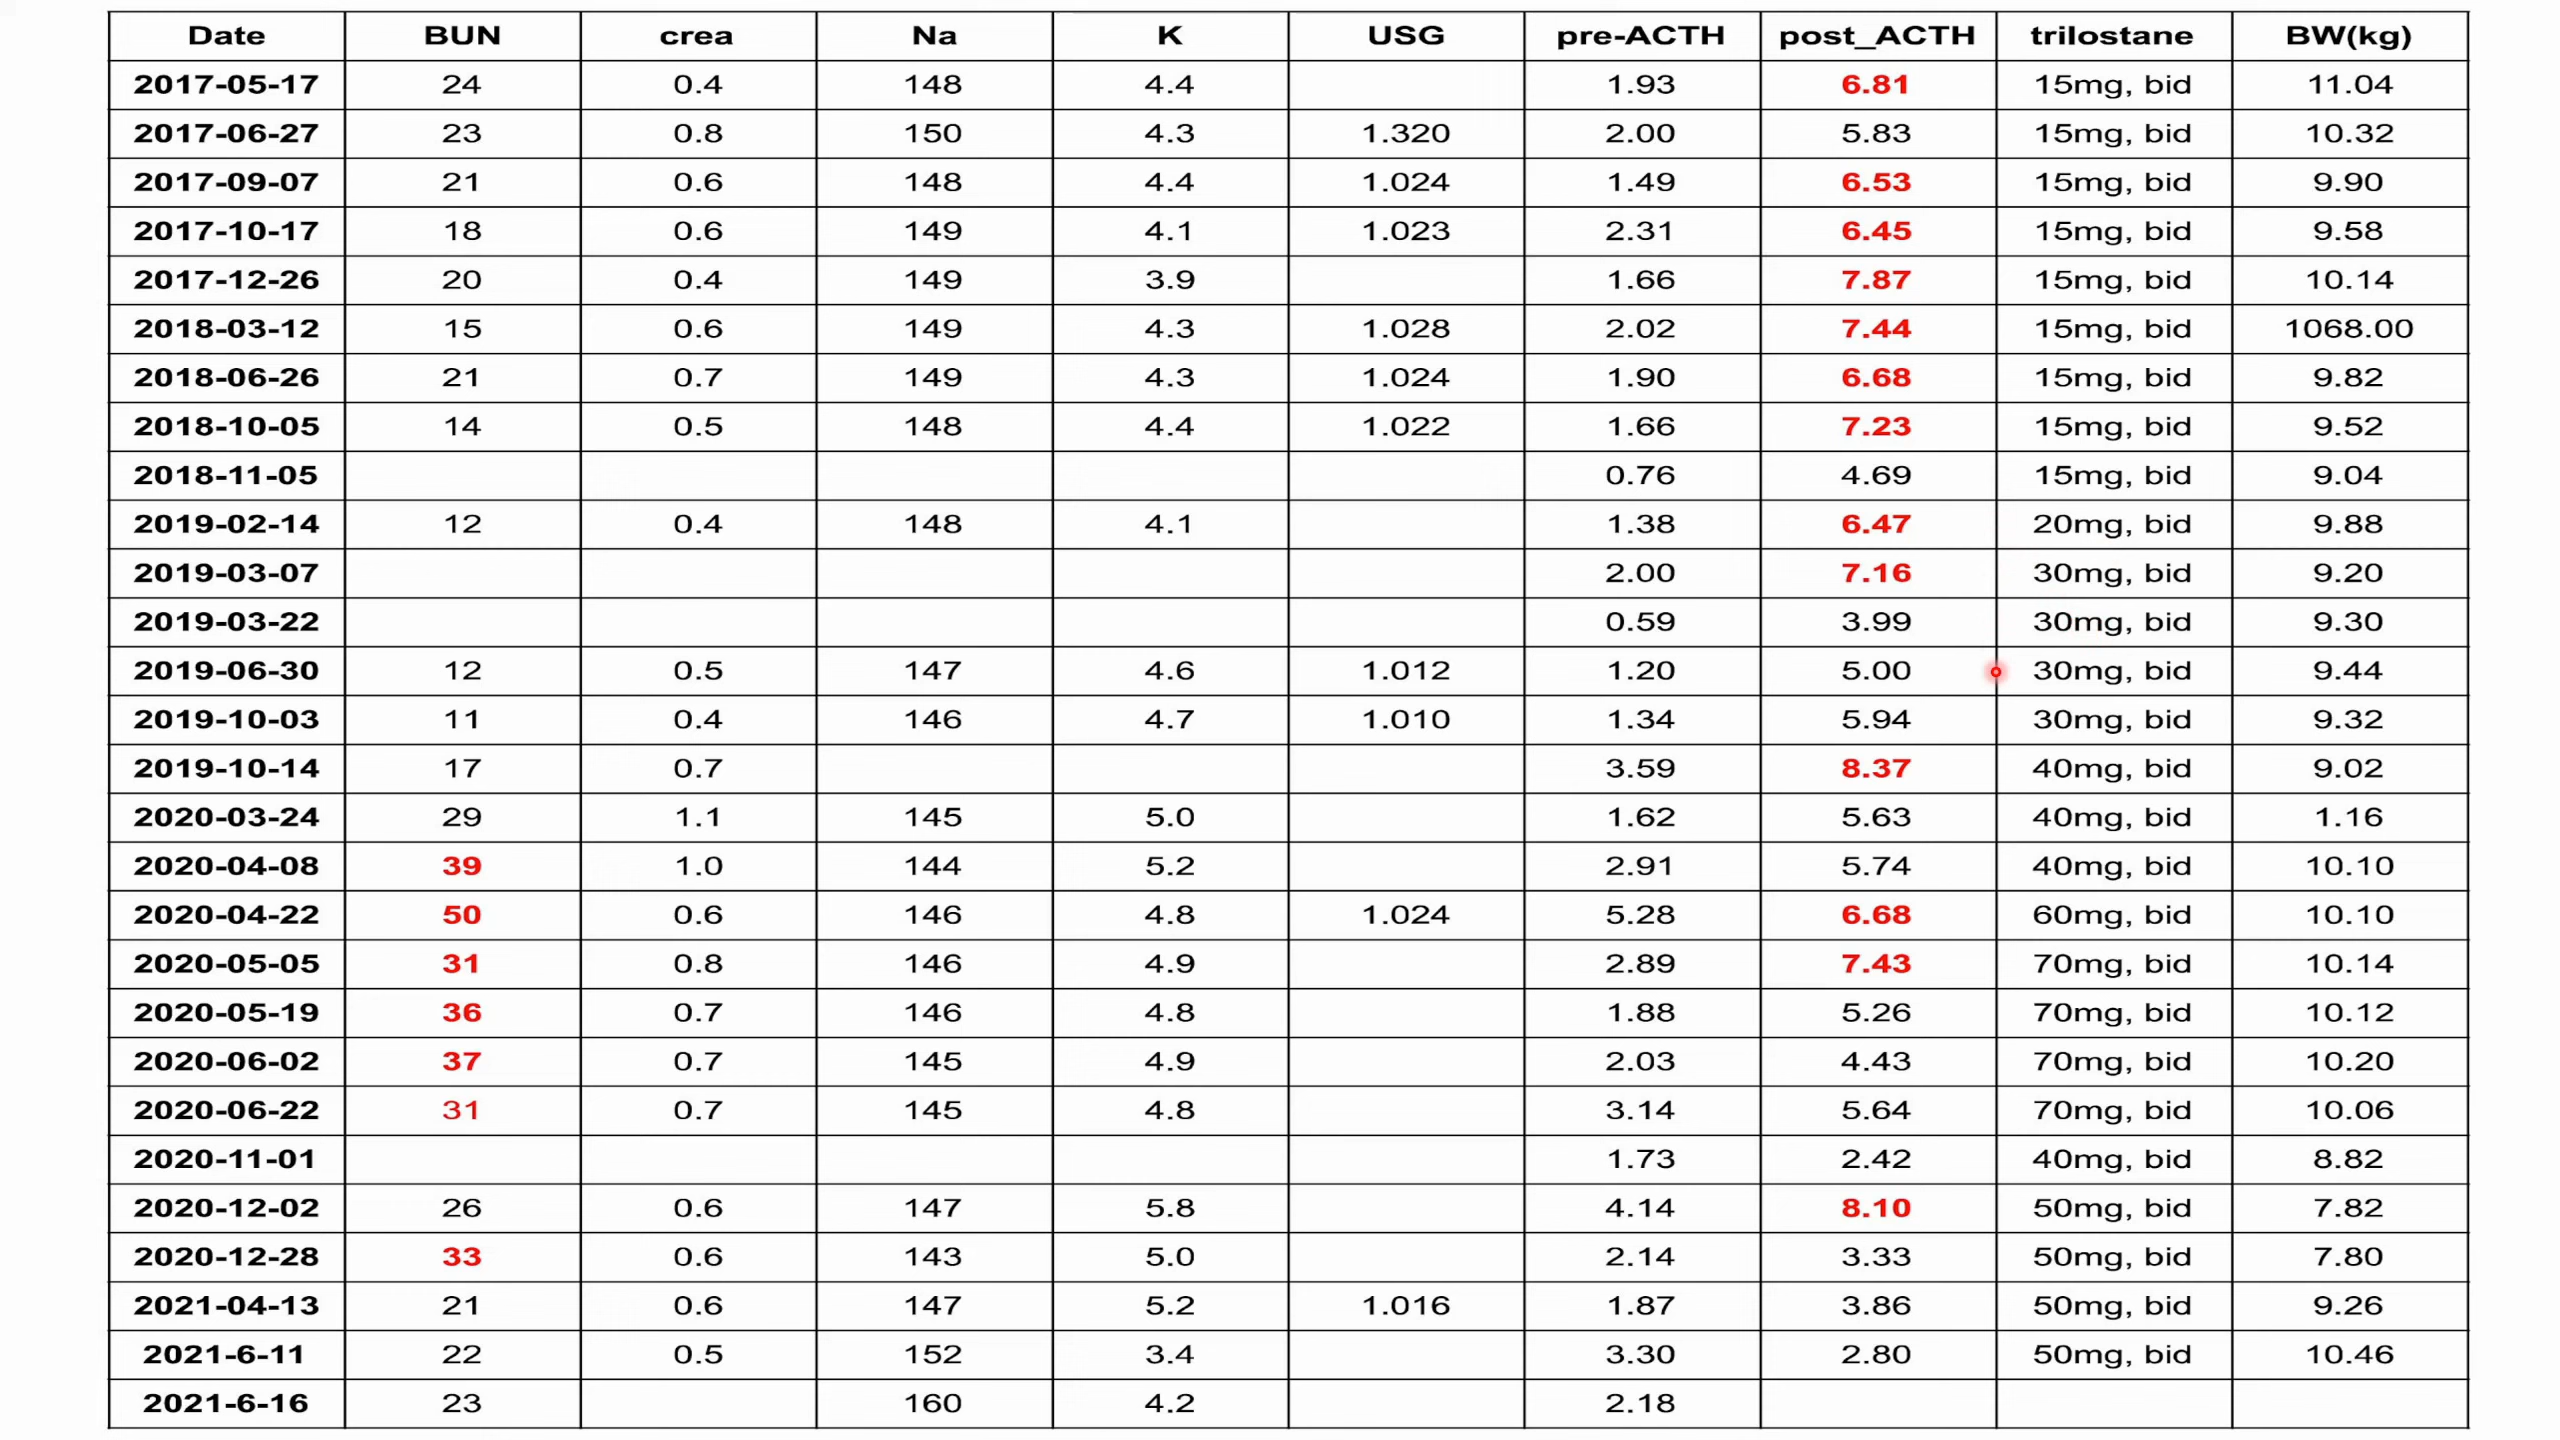 Date BUN crea Na K USG pre-ACTH post_ACTH trilostane BW(kg)
2017-05-17 24 0.4 148 4.4 1.93 6.81 15mg, bid 11.04
2017-06-27 23 0.8 150 4.3 1.320 2.00 5.83 15mg, bid 10.32
2017-09-07 21 0.6 148 4.4 1.024 1.49 6.53 15mg, bid 9.90
2017-10-17 18 0.6 149 4.1 1.023 2.31 6.45 15mg, bid 9.58
2017-12-26 20 0.4 149 3.9 1.66 7.87 15mg, bid 10.14
2018-03-12 15 0.6 149 4.3 1.028 2.02 7.44 15mg, bid 1068.00
2018-06-26 21 0.7 149 4.3 1.024 1.90 6.68 15mg, bid 9.82
2018-10-05 14 0.5 148 4.4 1.022 1.66 7.23 15mg, bid 9.52
2018-11-05 0.76 4.69 15mg, bid 9.04
2019-02-14 12 0.4 148 4.1 1.38 6.47 20mg, bid 9.88
2019-03-07 2.00 7.16 30mg, bid 9.20
2019-03-22 0.59 3.99 30mg, bid 9.30
2019-06-30 12 0.5 147 4.6 1.012 1.20 5.00 30mg, bid 9.44
2019-10-03 11 0.4 146 4.7 1.010 1.34 5.94 30mg, bid 9.32
2019-10-14 17 0.7 3.59 8.37 40mg, bid 9.02
2020-03-24 29 1.1 145 5.0 1.62 5.63 40mg, bid 1.16
2020-04-08 39 1.0 144 5.2 2.91 5.74 40mg, bid 10.10
2020-04-22 50 0.6 146 4.8 1.024 5.28 6.68 60mg, bid 10.10
2020-05-05 31 0.8 146 4.9 2.89 7.43 70mg, bid 10.14
2020-05-19 36 0.7 146 4.8 1.88 5.26 70mg, bid 10.12
2020-06-02 37 0.7 145 4.9 2.03 4.43 70mg, bid 10.20
2020-06-22 31 0.7 145 4.8 3.14 5.64 70mg, bid 10.06
2020-11-01 1.73 2.42 40mg, bid 8.82
2020-12-02 26 0.6 147 5.8 4.14 8.10 50mg, bid 7.82
2020-12-28 33 0.6 143 5.0 2.14 3.33 50mg, bid 7.80
2021-04-13 21 0.6 147 5.2 1.016 1.87 3.86 50mg, bid 9.26
2021-6-11 22 0.5 152 3.4 3.30 2.80 50mg, bid 10.46
2021-6-16 23 160 4.2 2.18